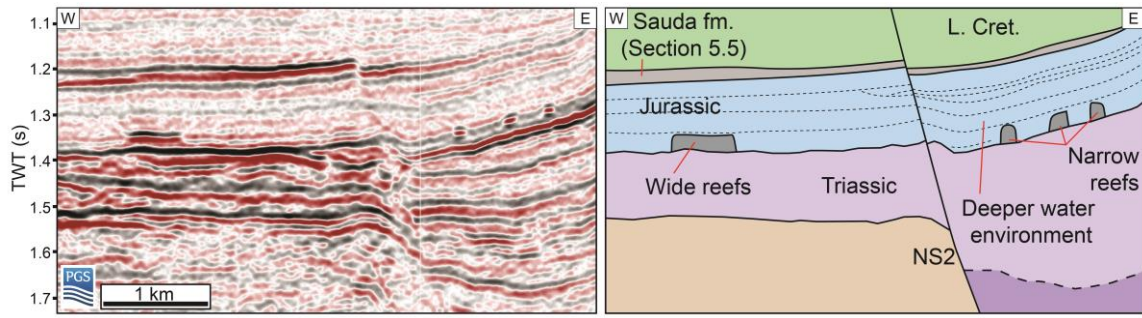 W
E
1.1
1.2
1.3
1.4
1.5
1.6
1.7
TWT (s)
PGS
1 km
W
E
Sauda fm.
(Section 5.5)
L. Cret.
Jurassic
Wide reefs
Triassic
Narrow
reefs
Deeper water
environment
NS2